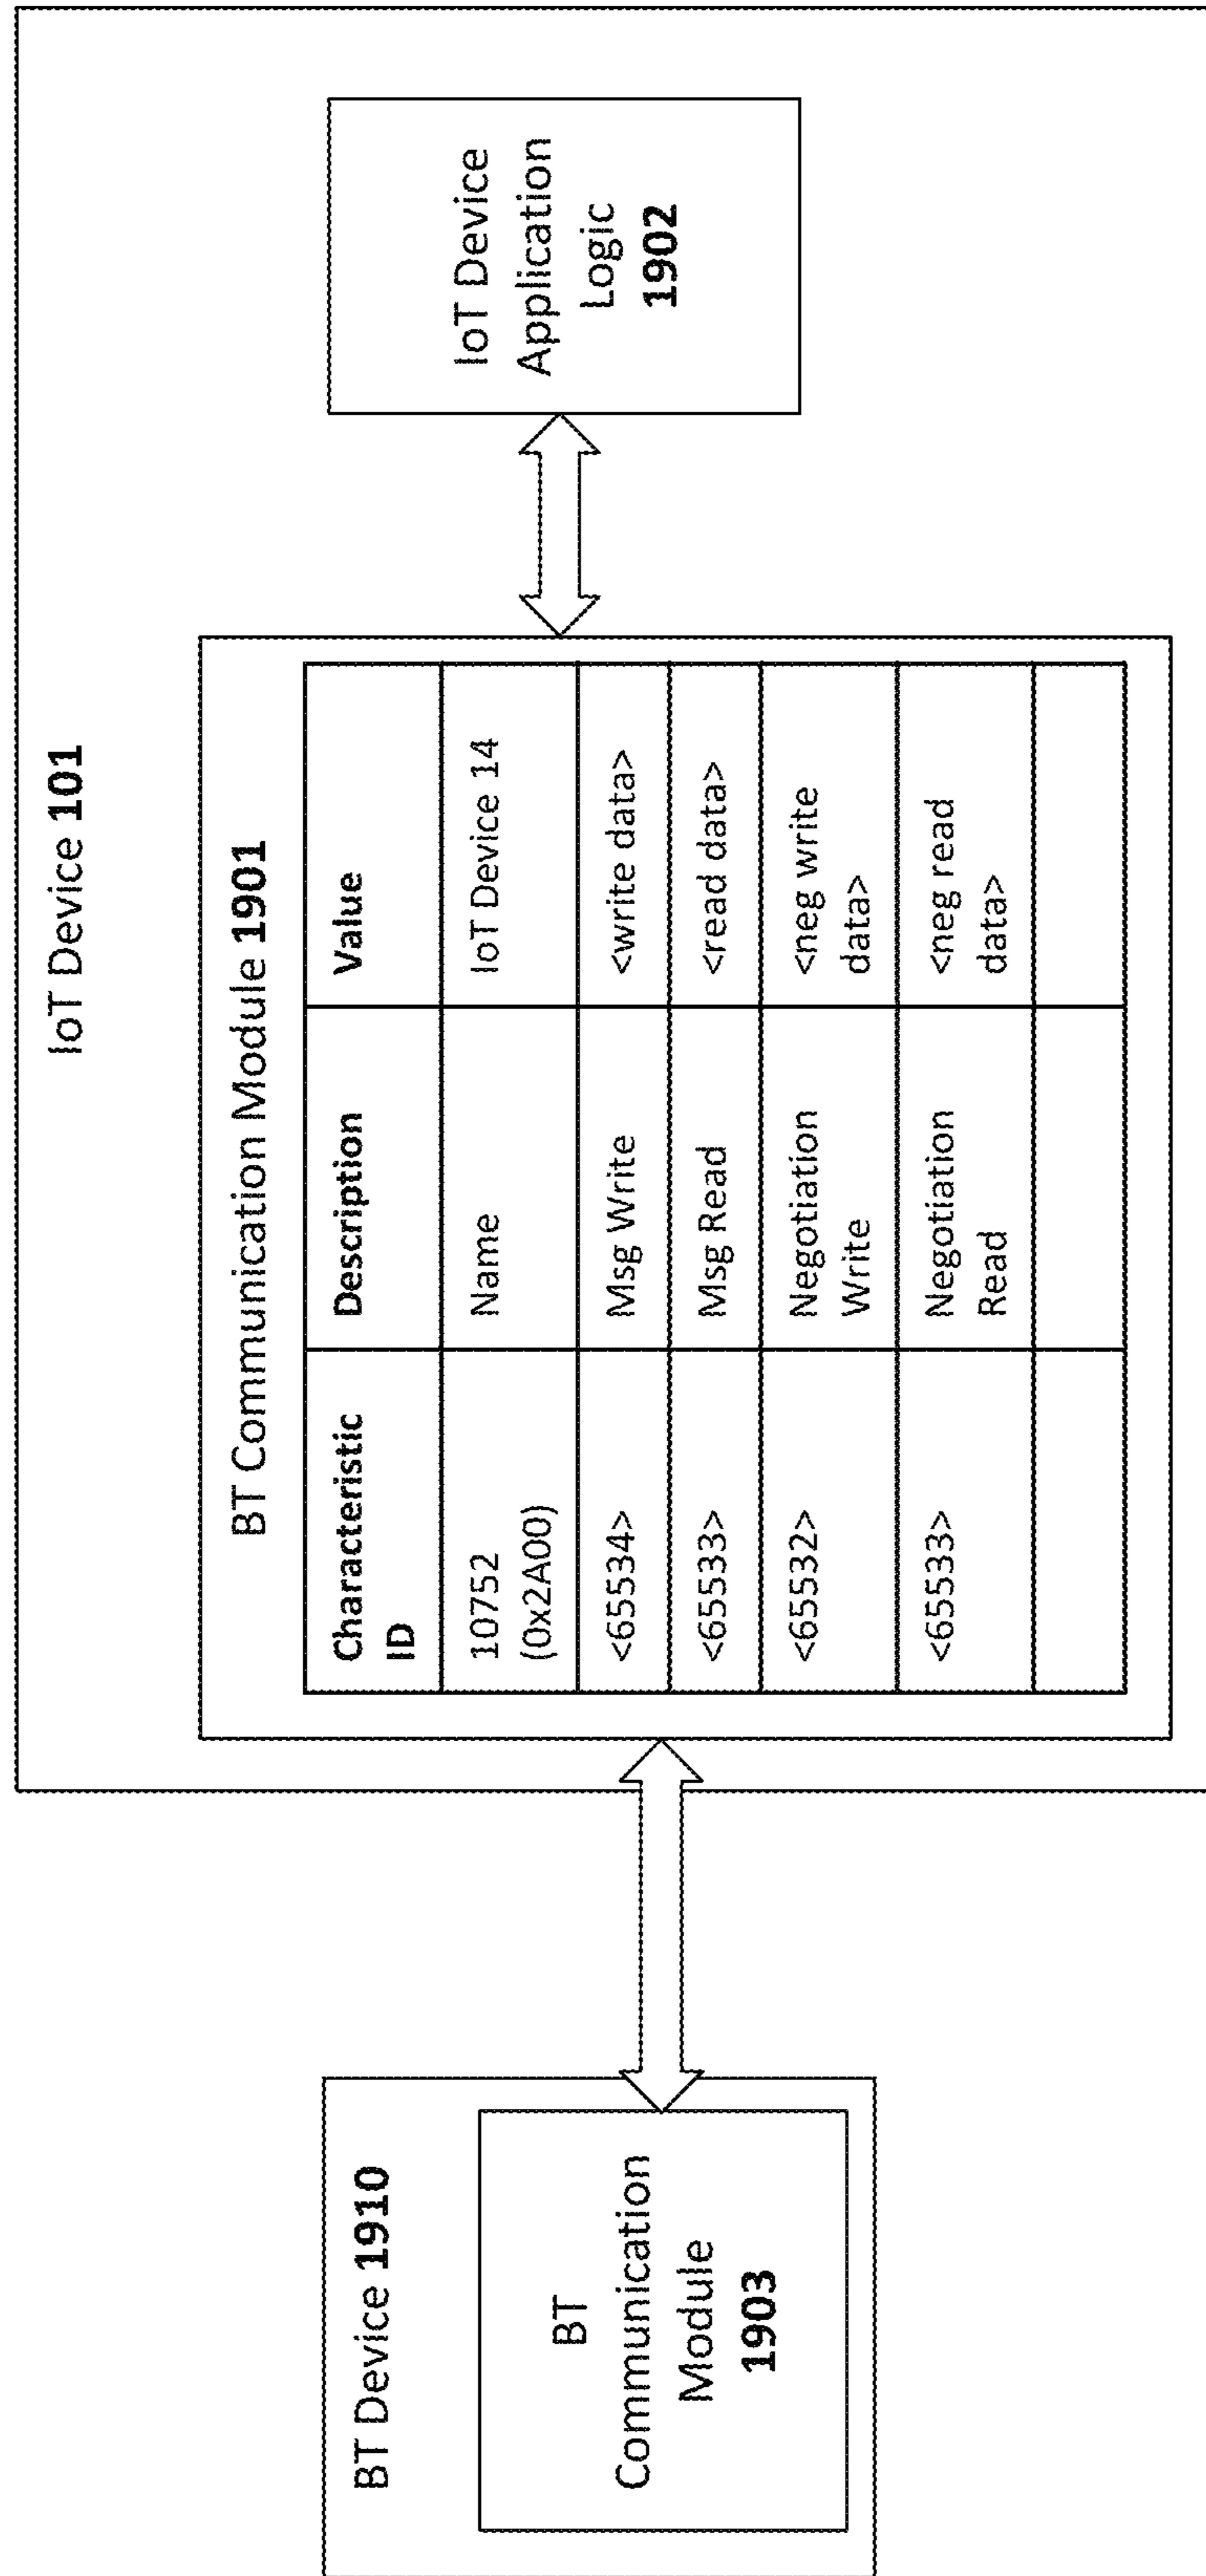 IoT Device 101
BT Device 1910
BT
Communication
Module
1903
BT Communication Module 1901
Characteristic
ID
Description
Value
10752
(0x2A00)
Name
IoT Device 14
<65534>
Msg Write
<write data>
<65533>
Msg Read
<read data>
<65532>
Negotiation
Write
<neg write
data>
<65533>
Negotiation
Read
<neg read
data>
IoT Device
Application
Logic
1902